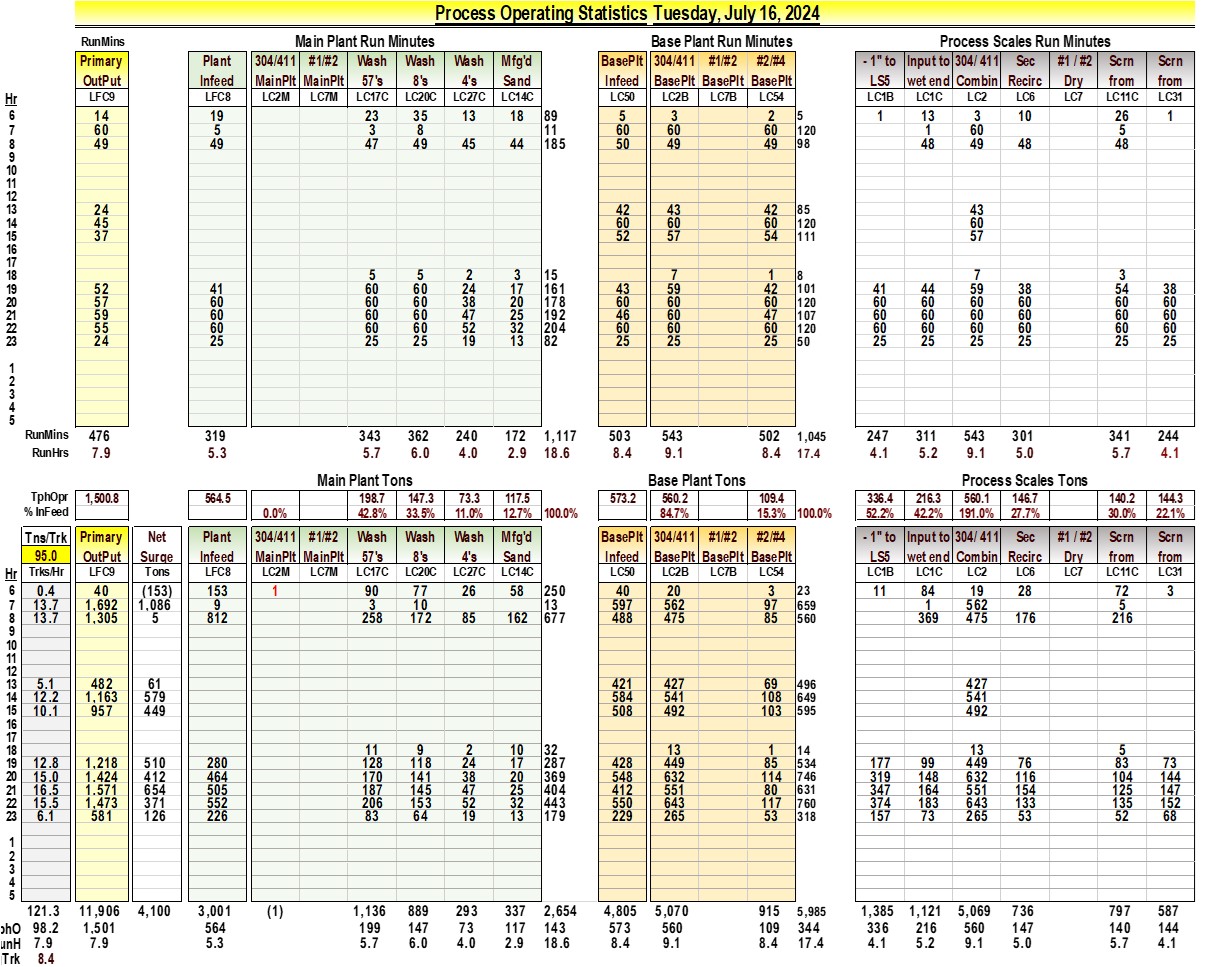 Process Operating Statistics Tuesday, July 16, 2024
RunMins Main Plant Run Minutes Base Plant Run Minutes Process Scales Run Minutes
Primary Plant 304/411 #1/#2 Wash Wash Wash Mfg'd BasePlt 304/411 #1/#2 #2/#4 - 1" to Input to 304/ 411 Sec #1 / #2 Scrn Scrn
OutPut Infeed MainPlt MainPlt 57's 8's 4's Sand Infeed BasePlt BasePlt BasePlt LS5 wet end Combin Recirc Dry from from
Hr LFC9 LFC8 LC2M LC7M LC17C LC20C LC27C LC14C LC50 LC2B LC7B LC54 LC1B LC1C LC2 LC6 LC7 LC11C LC31
6 14 19 23 35 13 18 89 5 3 2 5 1 13 3 10 26 1
7 60 5 3 8 11 60 60 60 120 1 60 5
8 49 49 47 49 45 44 185 50 49 49 98 48 49 48 48
9
10
11
12
13 24 42 43 42 85 43
14 45 60 60 60 120 60
15 37 52 57 54 111 57
16
17
18 5 5 2 3 15 7 1 8 7 3
19 52 41 60 60 24 17 161 43 59 42 101 41 44 59 38 54 38
20 57 60 60 60 38 20 178 60 60 60 120 60 60 60 60 60 60
21 59 60 60 60 47 25 192 46 60 47 107 60 60 60 60 60 60
22 55 60 60 60 52 32 204 60 60 60 120 60 60 60 60 60 60
23 24 25 25 25 19 13 82 25 25 25 50 25 25 25 25 25 25
1
2
3
4
5
RunMins 476 319 343 362 240 172 1,117 503 543 502 1,045 247 311 543 301 341 244
RunHrs 7.9 5.3 5.7 6.0 4.0 2.9 18.6 8.4 9.1 8.4 17.4 4.1 5.2 9.1 5.0 5.7 4.1
Main Plant Tons Base Plant Tons Process Scales Tons
TphOpr 1,500.8 564.5 198.7 147.3 73.3 117.5 573.2 560.2 109.4 336.4 216.3 560.1 146.7 140.2 144.3
% InFeed 0.0% 42.8% 33.5% 11.0% 12.7% 100.0% 84.7% 15.3% 100.0% 52.2% 42.2% 191.0% 27.7% 30.0% 22.1%
Tns/Trk Primary Net Plant 304/411 #1/#2 Wash Wash Wash Mfg'd BasePlt 304/411 #1/#2 #2/#4 - 1" to Input to 304/ 411 Sec #1 / #2 Scrn Scrn
95.0 OutPut Surge Infeed MainPlt MainPlt 57's 8's 4's Sand Infeed BasePlt BasePlt BasePlt LS5 wet end Combin Recirc Dry from from
Hr Trks/Hr LFC9 Tons LFC8 LC2M LC7M LC17C LC20C LC27C LC14C LC50 LC2B LC7B LC54 LC1B LC1C LC2 LC6 LC7 LC11C LC31
6 0.4 40 (153) 153 1 90 77 26 58 250 40 20 3 23 11 84 19 28 72 3
7 13.7 1,692 1,086 9 3 10 13 597 562 97 659 1 562 5
8 13.7 1,305 5 812 258 172 85 162 677 488 475 85 560 369 475 176 216
9
10
11
12
13 5.1 482 61 421 427 69 496 427
14 12.2 1,163 579 584 541 108 649 541
15 10.1 957 449 508 492 103 595 492
16
17
18 11 9 2 10 32 13 1 14 13 5
19 12.8 1,218 510 280 128 118 24 17 287 428 449 85 534 177 99 449 76 83 73
20 15.0 1,424 412 464 170 141 38 20 369 548 632 114 746 319 148 632 116 104 144
21 16.5 1,571 654 505 187 145 47 25 404 412 551 80 631 347 164 551 154 125 147
22 15.5 1,473 371 552 206 153 52 32 443 550 643 117 760 374 183 643 133 135 152
23 6.1 581 126 226 83 64 19 13 179 229 265 53 318 157 73 265 53 52 68
1
2
3
4
5
121.3 11,906 4,100 3,001 (1) 1,136 889 293 337 2,654 4,805 5,070 915 5,985 1,385 1,121 5,069 736 797 587
phO 98.2 1,501 564 199 147 73 117 143 573 560 109 344 336 216 560 147 140 144
unH 7.9 7.9 5.3 5.7 6.0 4.0 2.9 18.6 8.4 9.1 8.4 17.4 4.1 5.2 9.1 5.0 5.7 4.1
Trk 8.4